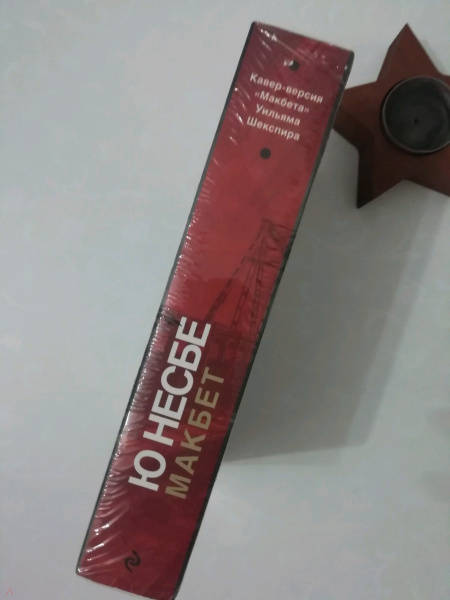 Кавер-версия
«Макбета»
Уильяма
Шекспира
Ю НЕСБЕ
МАКБЕТ